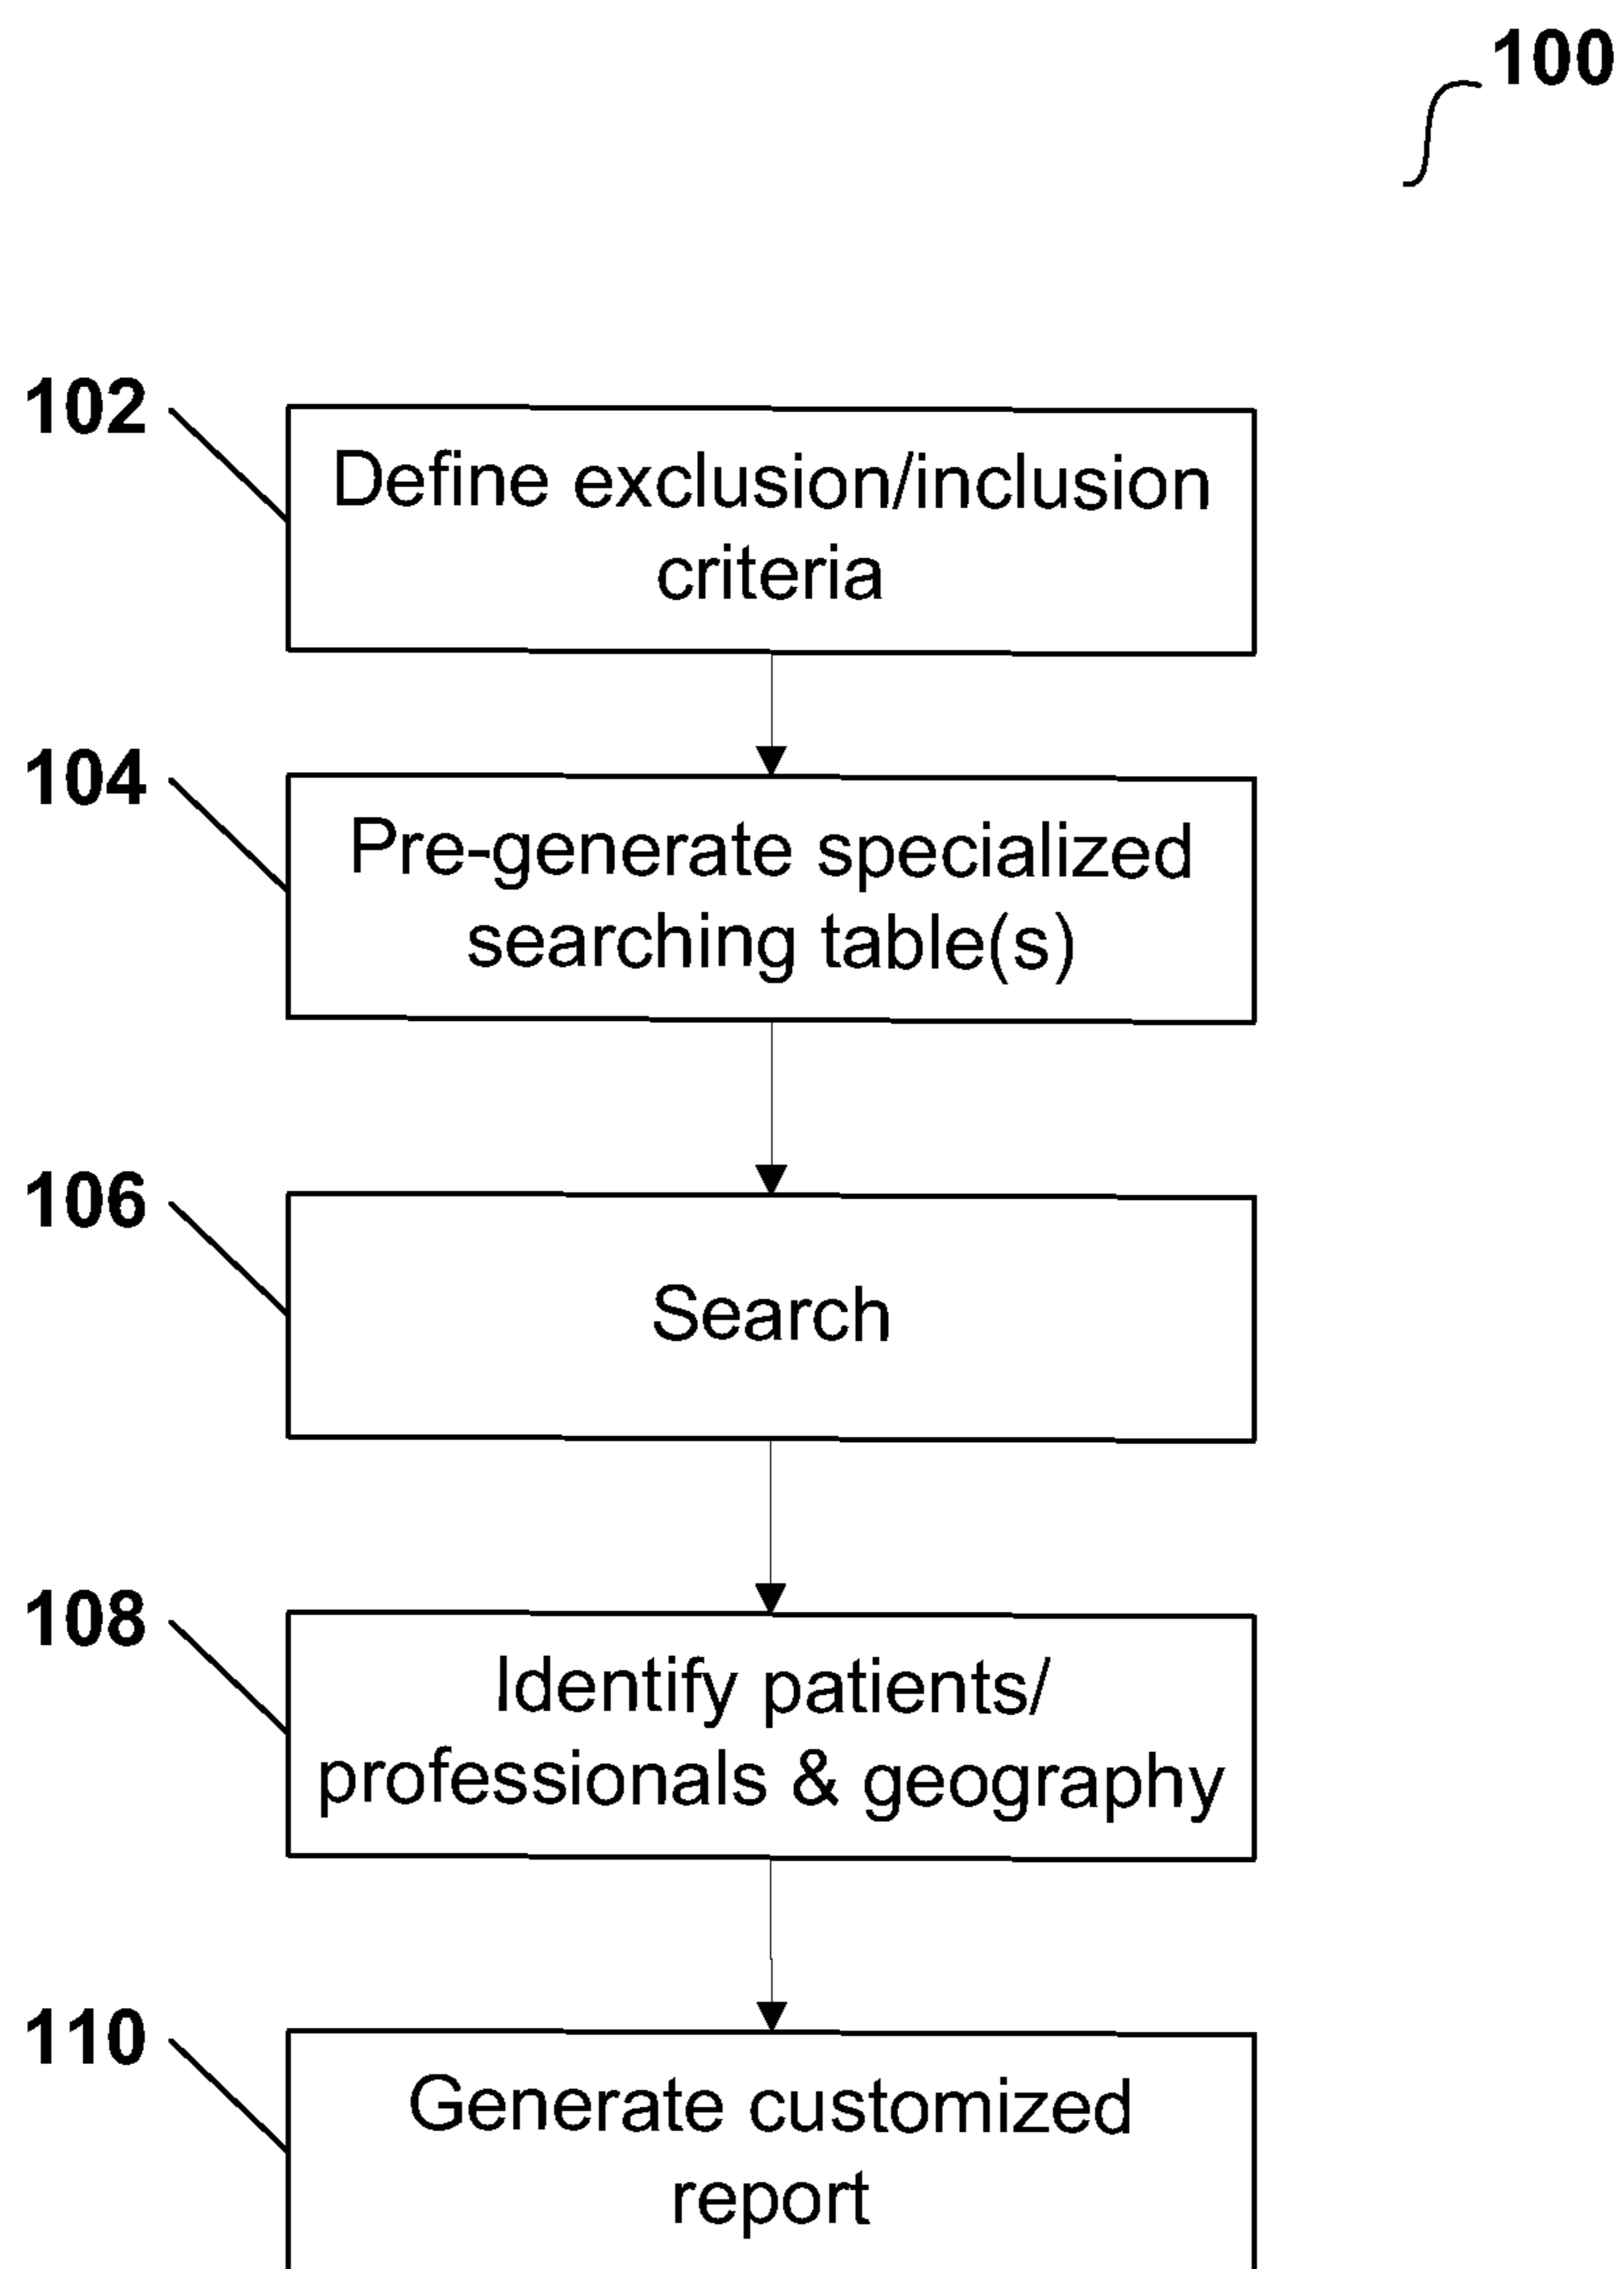 100
102
Define exclusion/inclusion
criteria
104
Pre-generate specialized
searching table(s)
106
Search
108
Identify patients/
professionals & geography
110
Generate customized
report